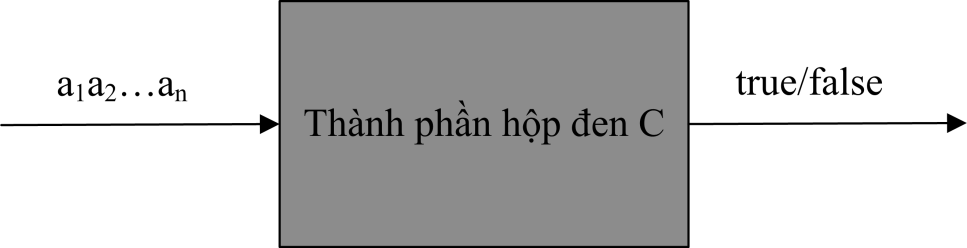 a₁a₂…aₙ
Thành phần hộp đen C
true/false